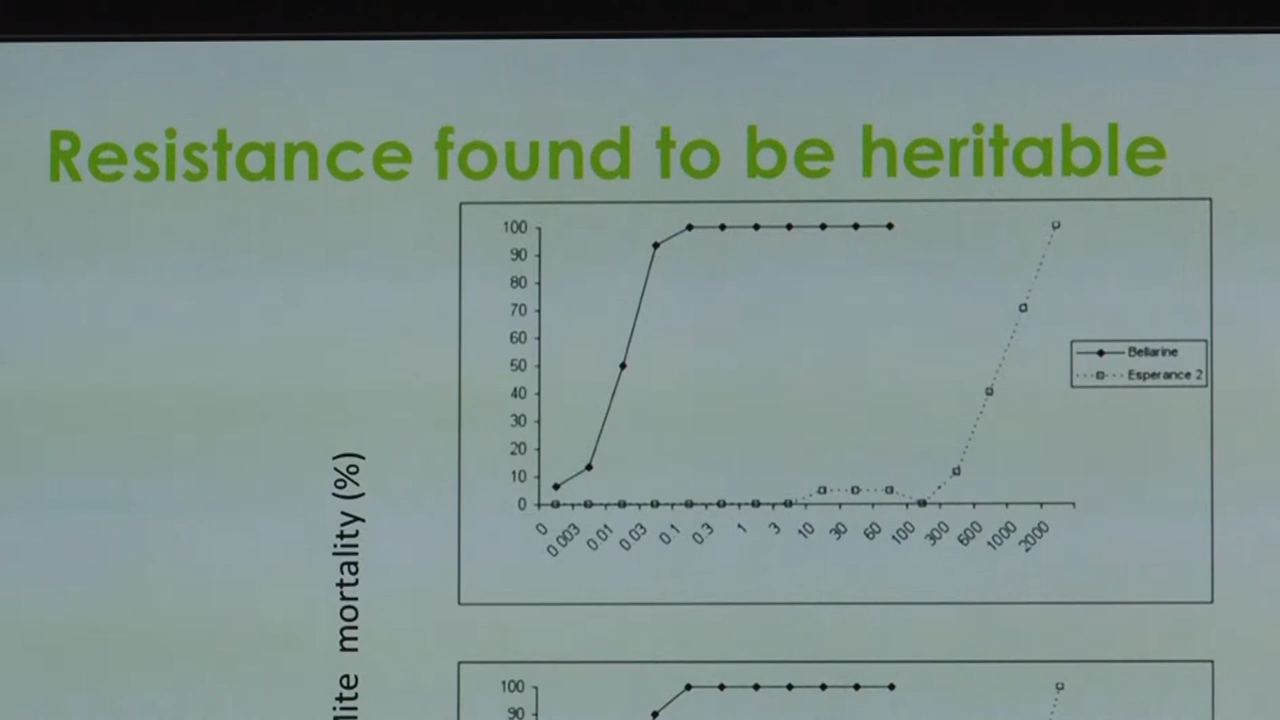 Resistance found to be heritable
100
90
80
70
60
50
40
30
20
10
0
0 0.003 0.01 0.03 0.1 0.3 1 3 10 30 60 100 300 600 1000 2000
Bellarine
Esperance 2
lite mortality (%)
100
90